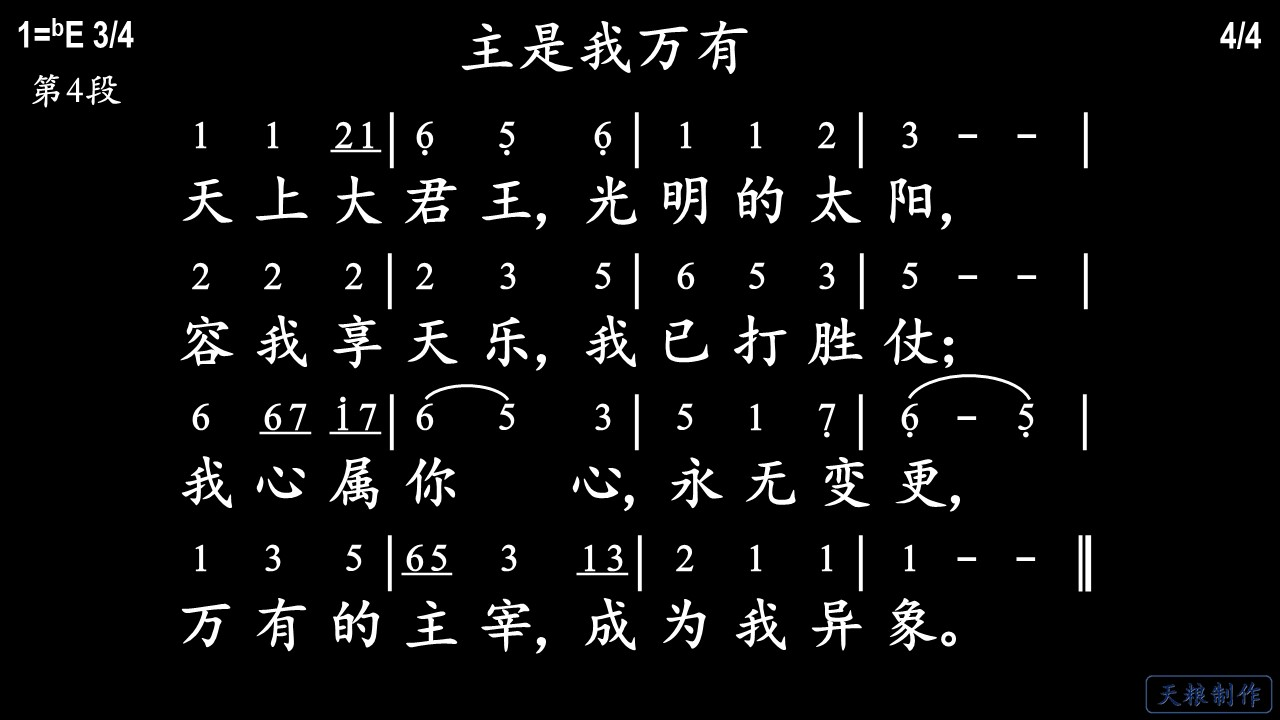 1=ᵇE 3/4
主是我万有
4/4
第4段
1 1 21 | 6̣ 5̣ 6̣ | 1 1 2 | 3 – – |
天上大君王, 光明的太阳,
2 2 2 | 2 3 5 | 6 5 3 | 5 – – |
容我享天乐, 我已打胜仗;
6 67 i̇7 | 6 5 3 | 5 1 7̣ | 6̣ – 5̣ |
我心属你 心, 永无变更,
1 3 5 | 65 3 13 | 2 1 1 | 1 – – ‖
万有的主宰, 成为我异象。
天粮制作